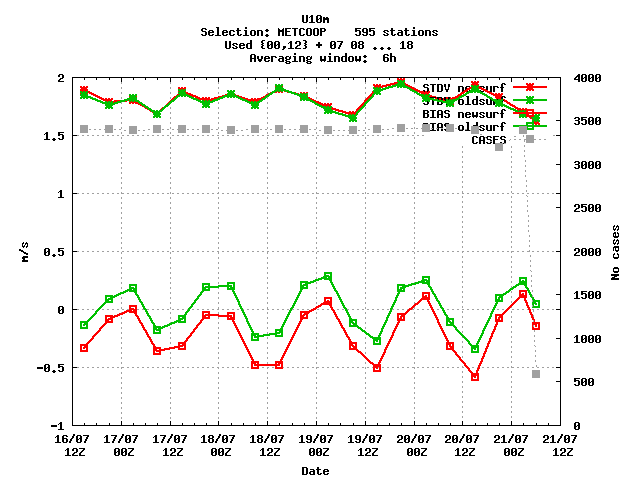 U10m
Selection: METCOOP    595 stations
Used {00,12} + 07 08 ... 18
Averaging window:  6h
STDV newsurf
STDV oldsurf
BIAS newsurf
BIAS oldsurf
CASES
m/s
2
1.5
1
0.5
0
-0.5
-1
No cases
4000
3500
3000
2500
2000
1500
1000
500
0
16/07 17/07 17/07 18/07 18/07 19/07 19/07 20/07 20/07 21/07 21/07
12Z 00Z 12Z 00Z 12Z 00Z 12Z 00Z 12Z 00Z 12Z
Date